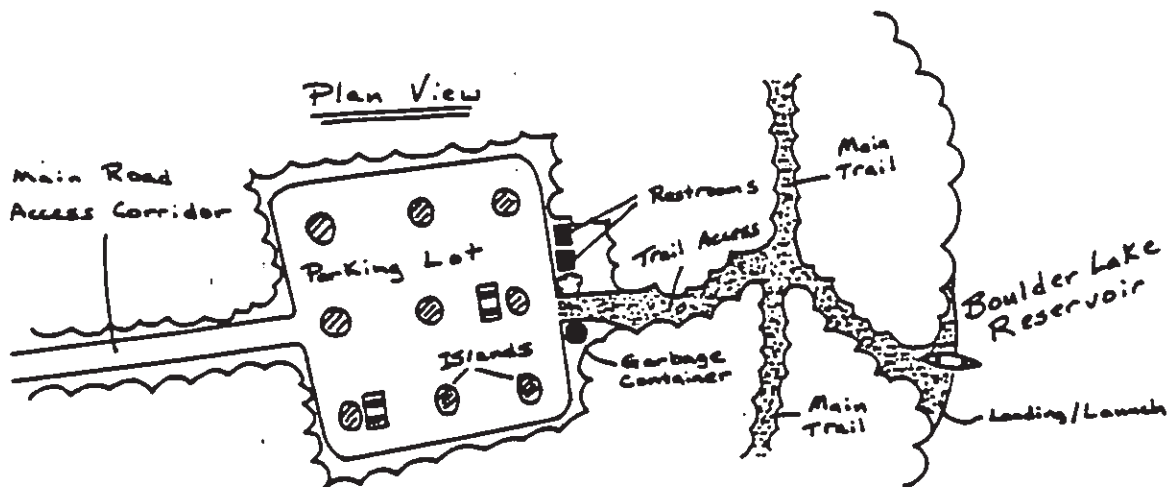 Plan View
Main Road
Access Corridor
Parking Lot
Islands
Restrooms
Trail Access
Garbage
Container
Main
Trail
Main
Trail
Boulder Lake
Reservoir
Landing/Launch